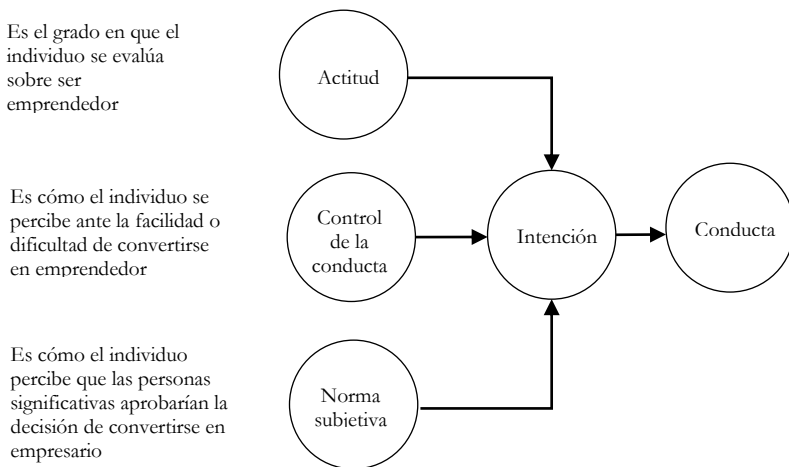 Es el grado en que el
individuo se evalúa
sobre ser
emprendedor
Actitud
Es cómo el individuo se
percibe ante la facilidad o
dificultad de convertirse
en emprendedor
Control
de la
conducta
Intención
Conducta
Es cómo el individuo
percibe que las personas
significativas aprobarían la
decisión de convertirse en
empresario
Norma
subjetiva